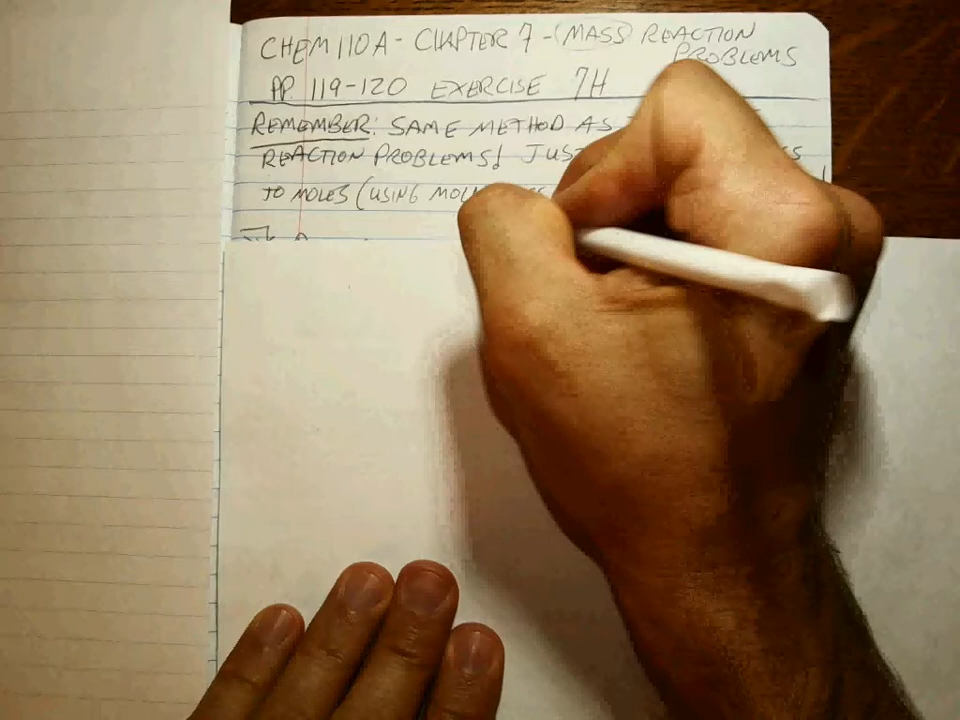 CHEM 110A - CHAPTER 7 - (MASS) REACTION
PROBLEMS
PP. 119-120 EXERCISE 7H
REMEMBER: SAME METHOD AS
REACTION PROBLEMS!
TO MOLES (USING